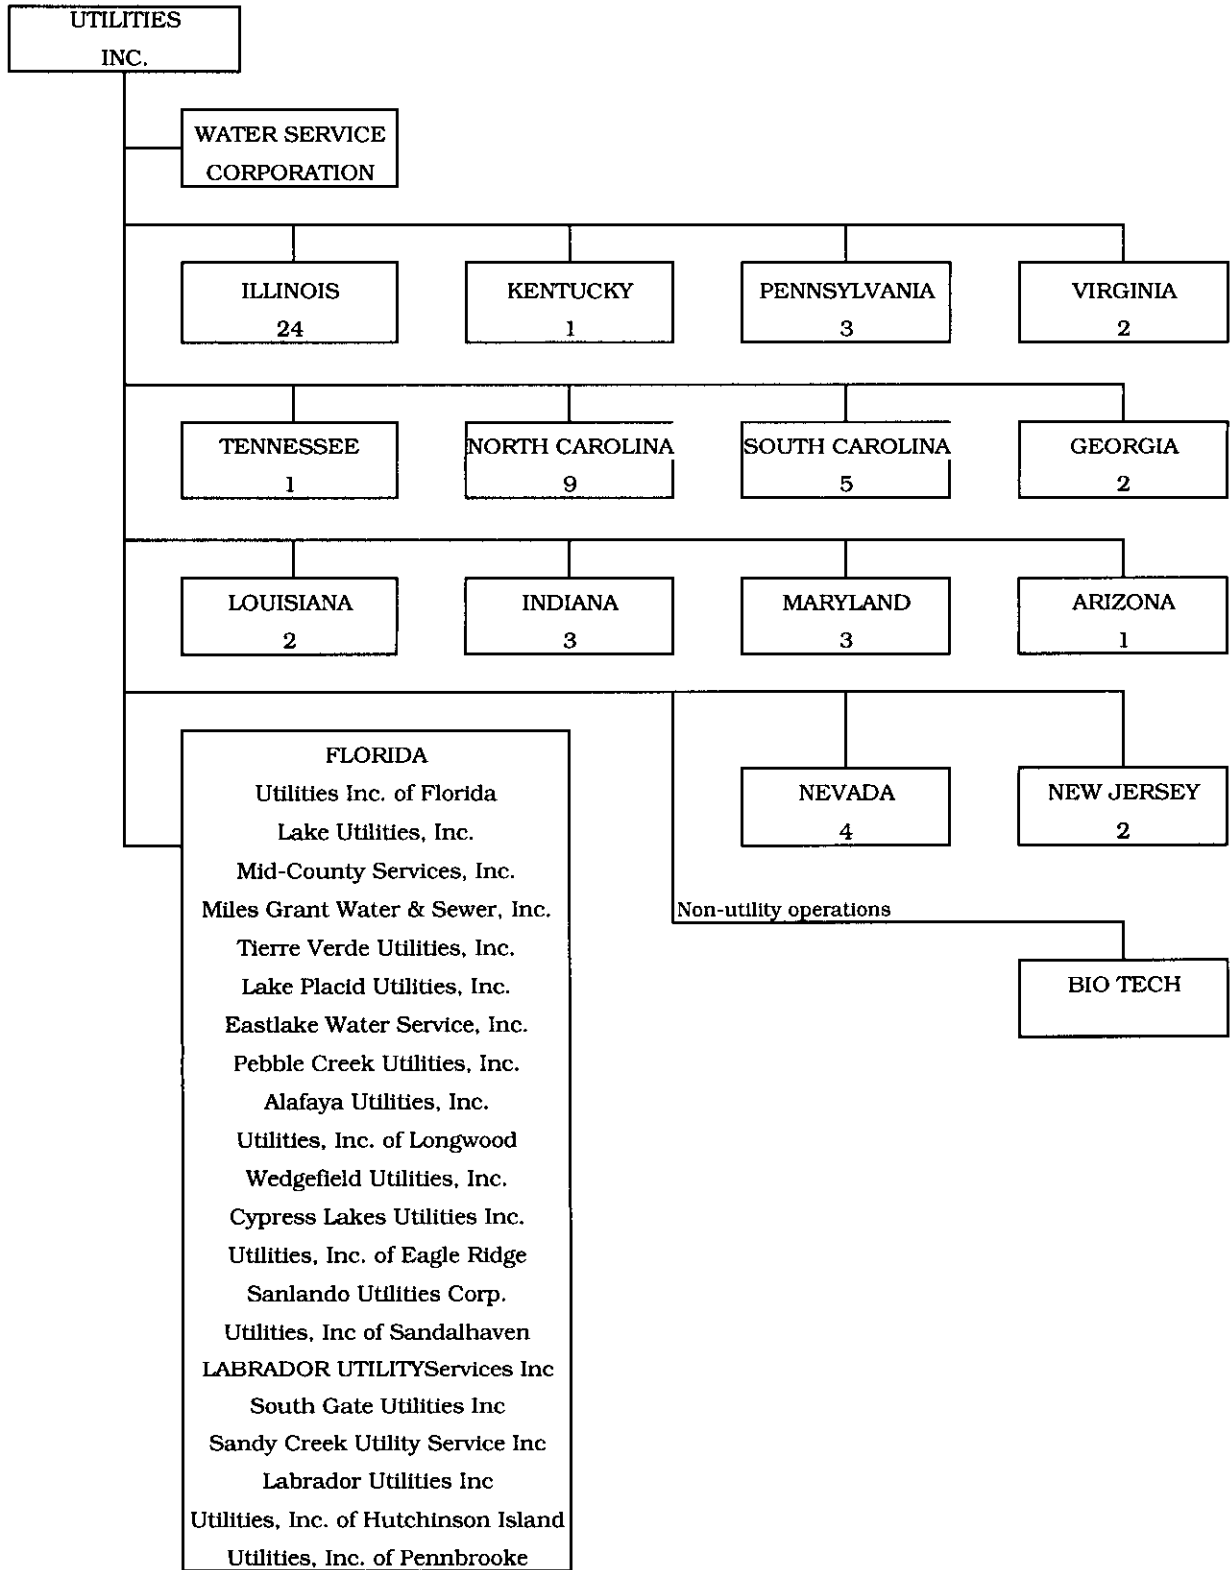 UTILITIES
INC.
WATER SERVICE
CORPORATION
ILLINOIS
24
KENTUCKY
1
PENNSYLVANIA
3
VIRGINIA
2
TENNESSEE
1
NORTH CAROLINA
9
SOUTH CAROLINA
5
GEORGIA
2
LOUISIANA
2
INDIANA
3
MARYLAND
3
ARIZONA
1
FLORIDA
Utilities Inc. of Florida
Lake Utilities, Inc.
Mid-County Services, Inc.
Miles Grant Water & Sewer, Inc.
Tierre Verde Utilities, Inc.
Lake Placid Utilities, Inc.
Eastlake Water Service, Inc.
Pebble Creek Utilities, Inc.
Alafaya Utilities, Inc.
Utilities, Inc. of Longwood
Wedgefield Utilities, Inc.
Cypress Lakes Utilities Inc.
Utilities, Inc. of Eagle Ridge
Sanlando Utilities Corp.
Utilities, Inc of Sandalhaven
LABRADOR UTILITYServices Inc
South Gate Utilities Inc
Sandy Creek Utility Service Inc
Labrador Utilities Inc
Utilities, Inc. of Hutchinson Island
Utilities, Inc. of Pennbrooke
NEVADA
4
NEW JERSEY
2
Non-utility operations
BIO TECH